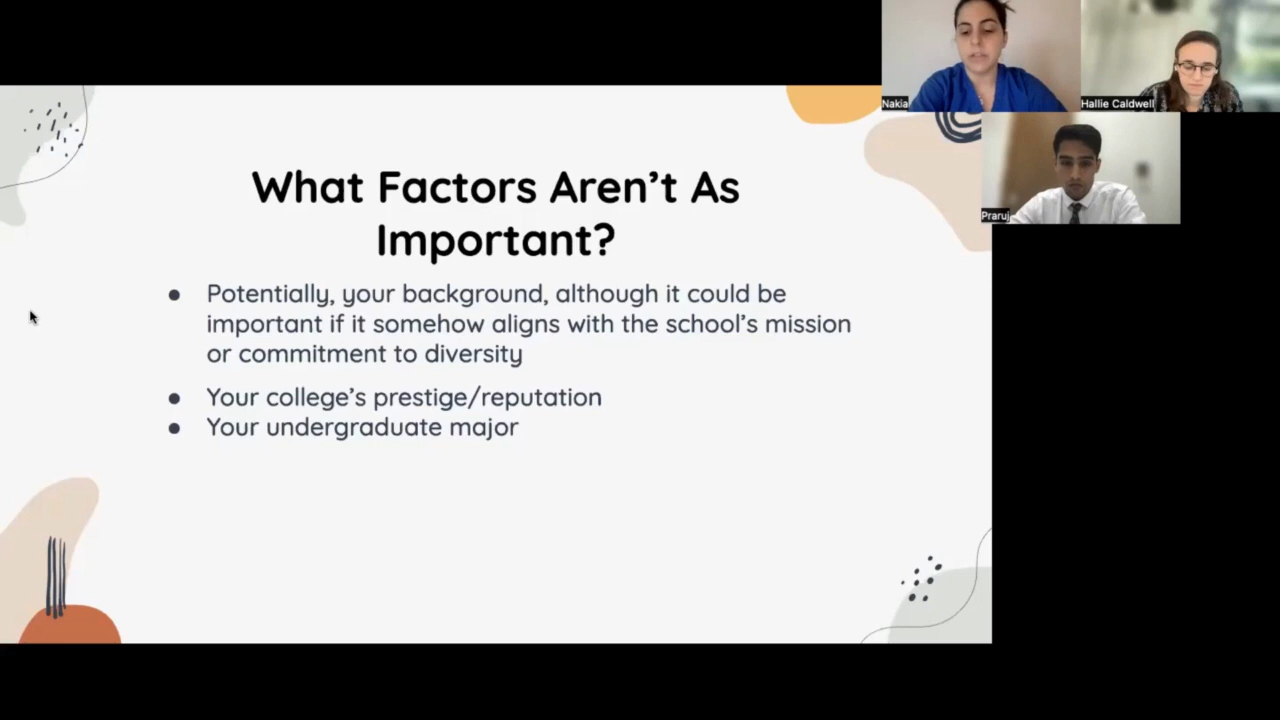 Nakia
Hallie Caldwell
Praruj
What Factors Aren't As
Important?
● Potentially, your background, although it could be
important if it somehow aligns with the school's mission
or commitment to diversity
● Your college's prestige/reputation
● Your undergraduate major